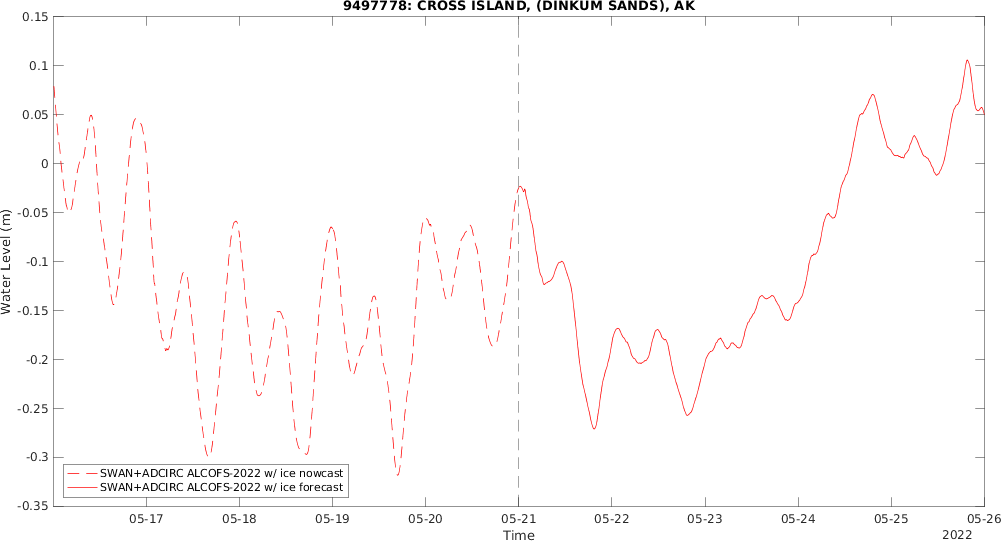 9497778: CROSS ISLAND, (DINKUM SANDS), AK
0.15
0.1
0.05
0
-0.05
-0.1
-0.15
-0.2
-0.25
-0.3
-0.35
Water Level (m)
SWAN+ADCIRC ALCOFS-2022 w/ ice nowcast
SWAN+ADCIRC ALCOFS-2022 w/ ice forecast
05-17 05-18 05-19 05-20 05-21 05-22 05-23 05-24 05-25 05-26
Time
2022